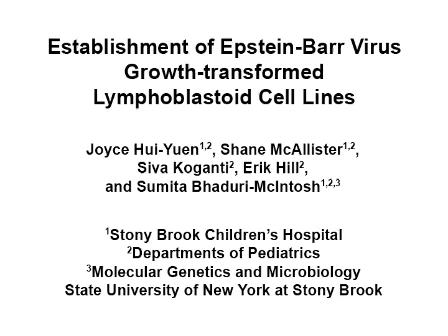 Establishment of Epstein-Barr Virus
Growth-transformed
Lymphoblastoid Cell Lines
Joyce Hui-Yuen1,2, Shane McAllister1,2,
Siva Koganti2, Erik Hill2,
and Sumita Bhaduri-McIntosh1,2,3
1Stony Brook Children's Hospital
2Departments of Pediatrics
3Molecular Genetics and Microbiology
State University of New York at Stony Brook